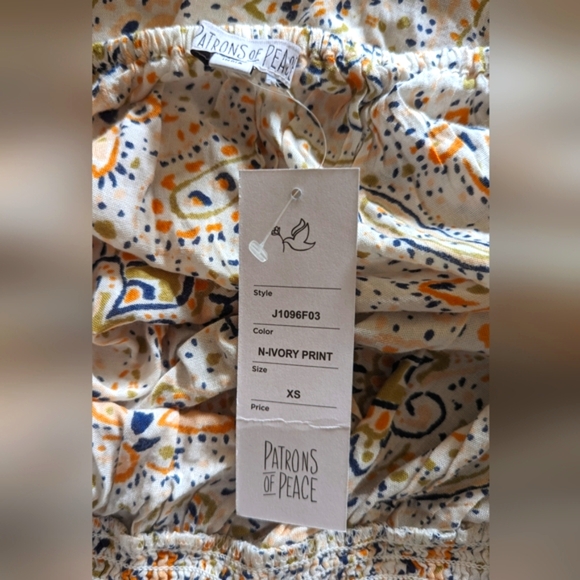 PATRONS OF PEACE
Style
J1096F03
Color
N-IVORY PRINT
Size
XS
Price
PATRONS
OF PEACE